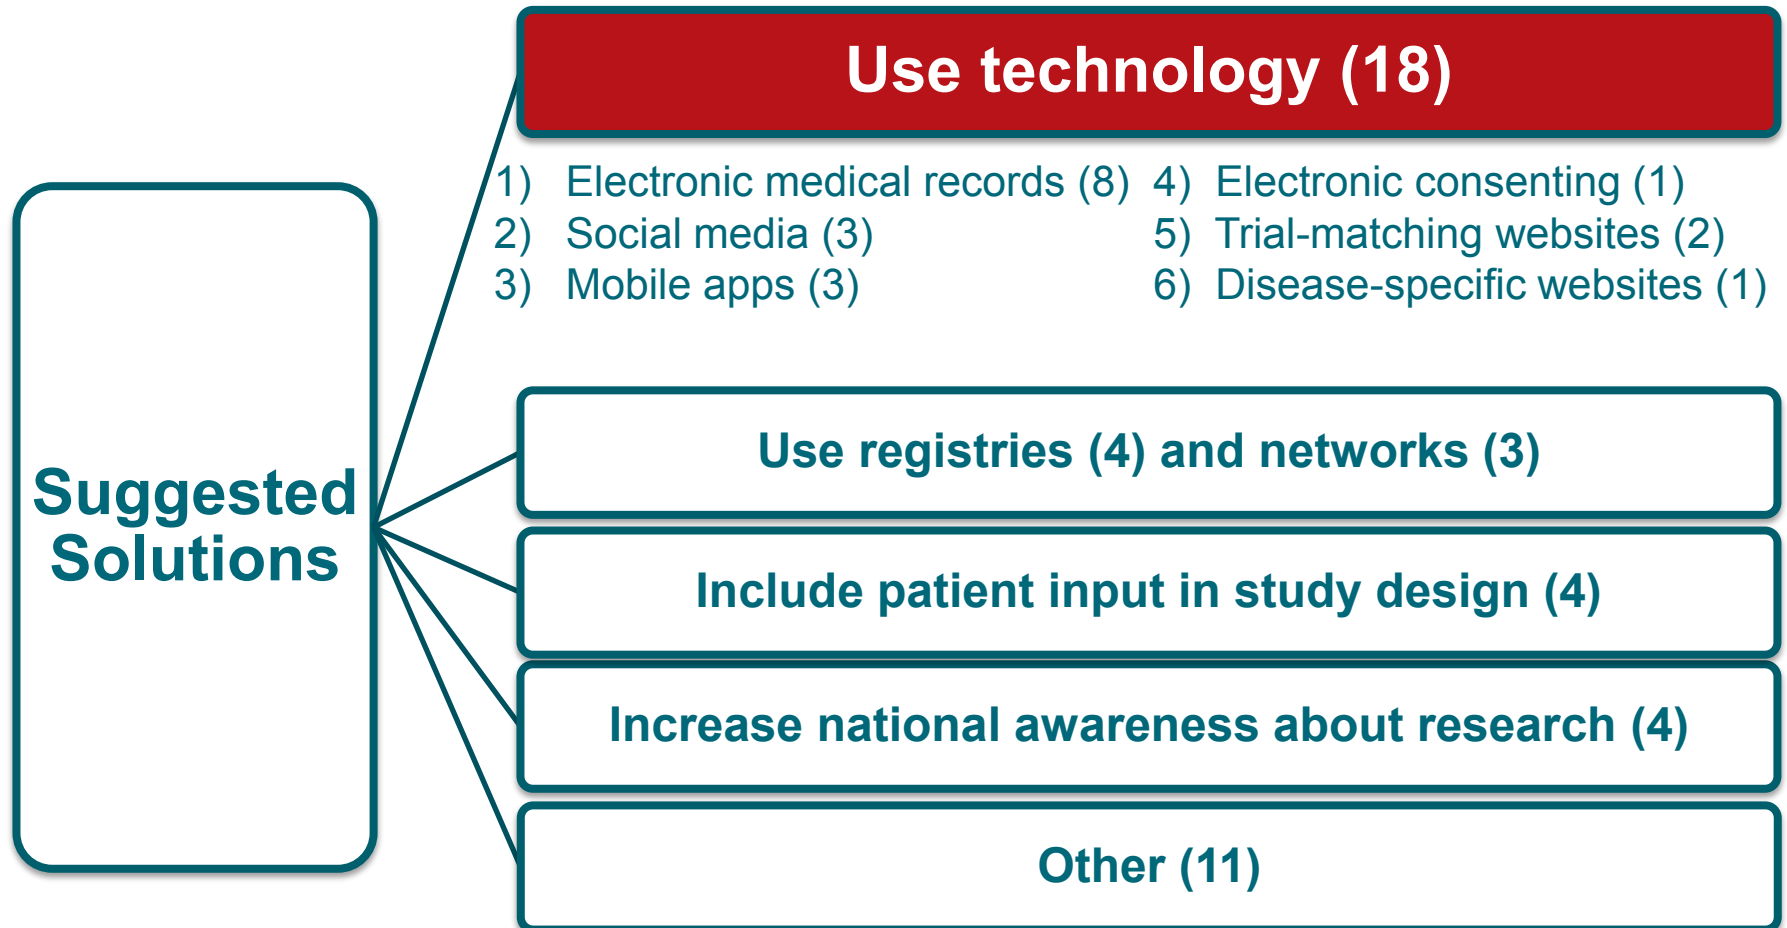 Suggested
Solutions
Use technology (18)
1) Electronic medical records (8)
2) Social media (3)
3) Mobile apps (3)
4) Electronic consenting (1)
5) Trial-matching websites (2)
6) Disease-specific websites (1)
Use registries (4) and networks (3)
Include patient input in study design (4)
Increase national awareness about research (4)
Other (11)